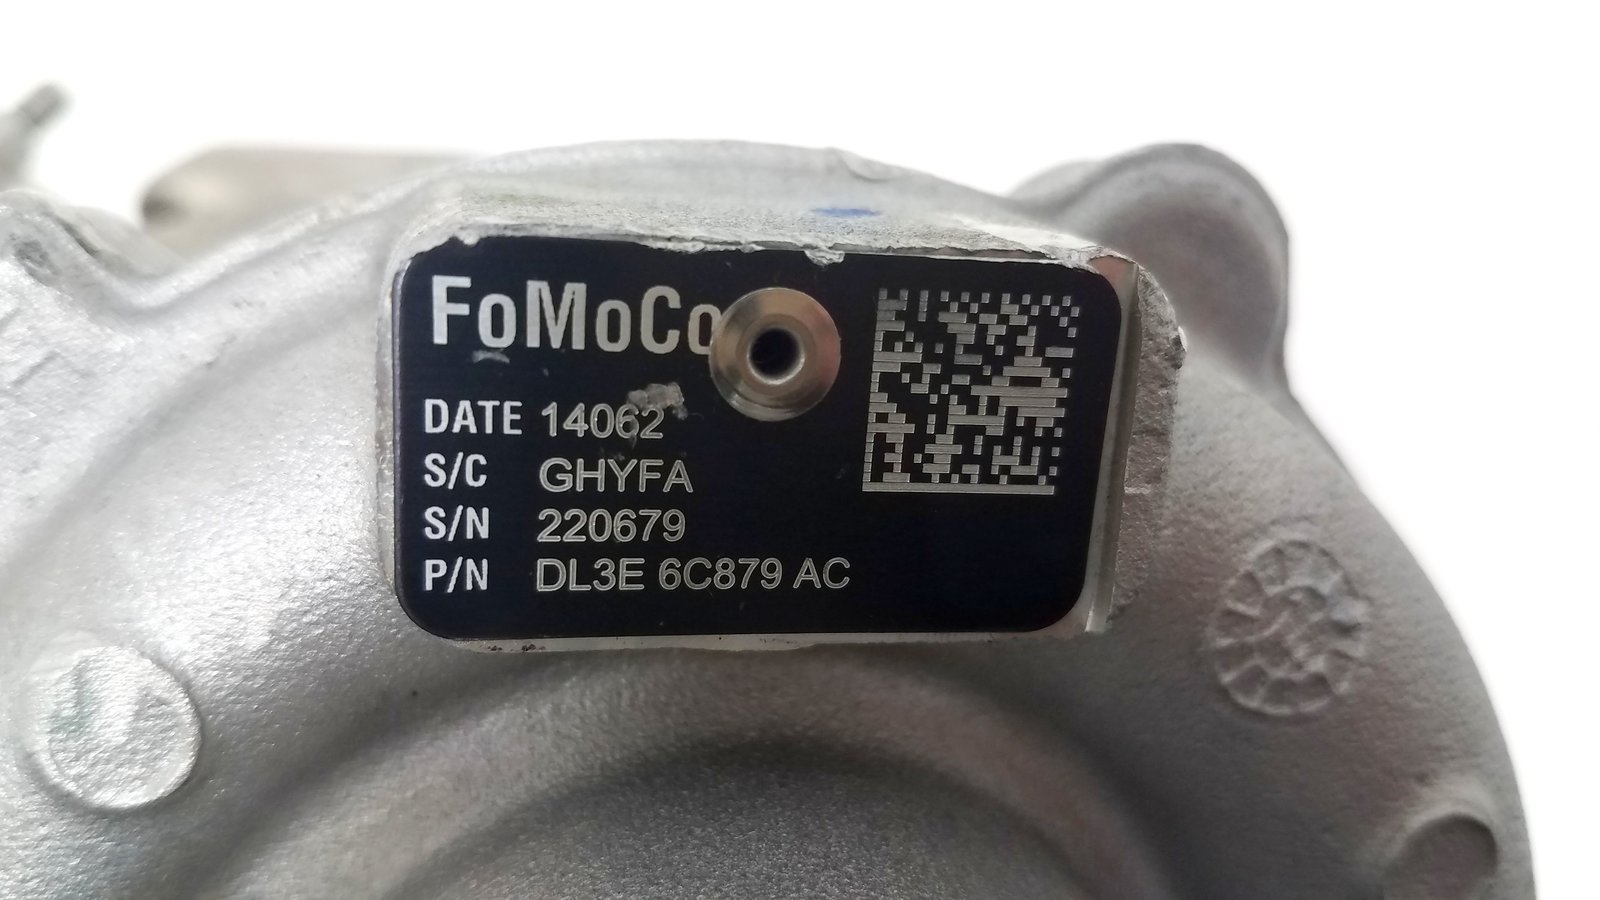 FoMoCo
DATE 14062
S/C GHYFA
S/N 220679
P/N DL3E 6C879 AC